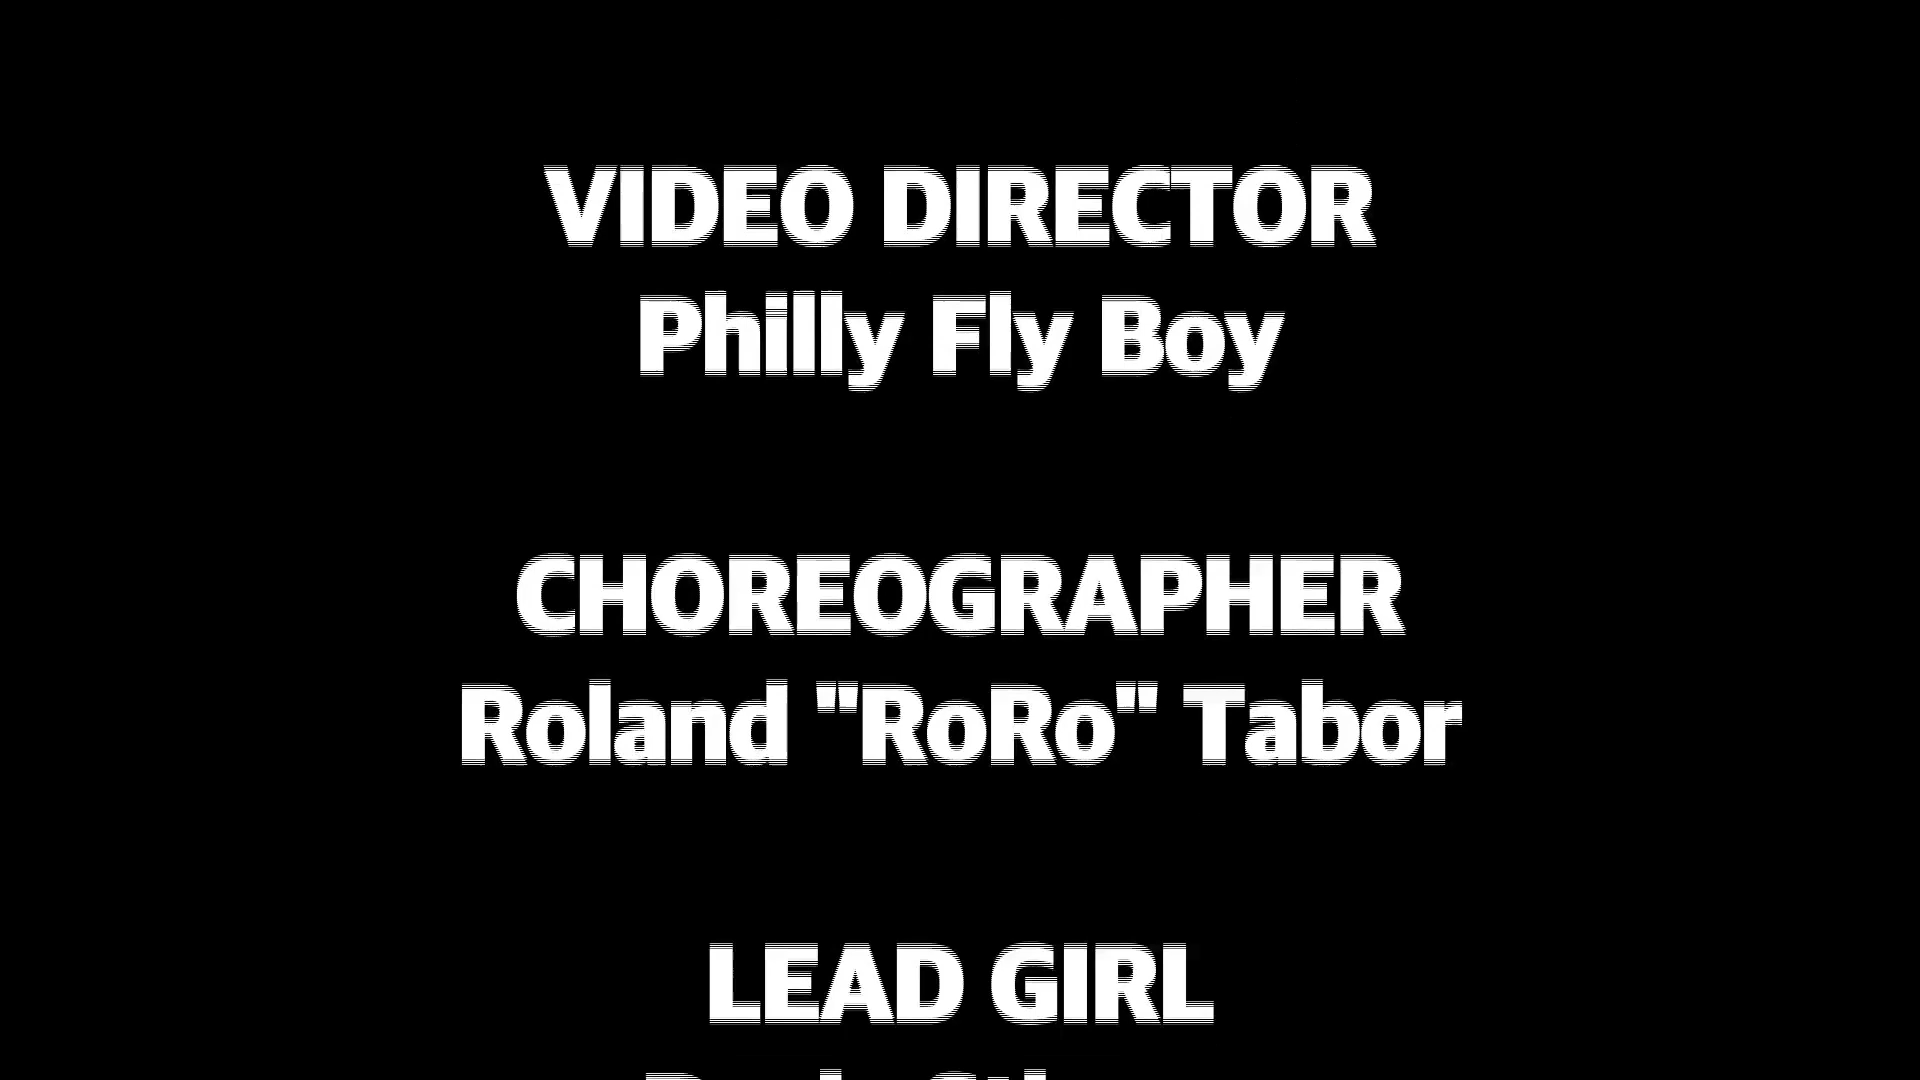 VIDEO DIRECTOR
Philly Fly Boy
CHOREOGRAPHER
Roland "RoRo" Tabor
LEAD GIRL